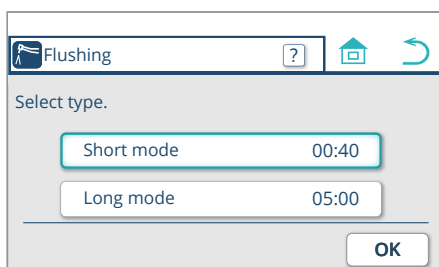 Flushing ?
Select type.
Short mode 00:40
Long mode 05:00
OK